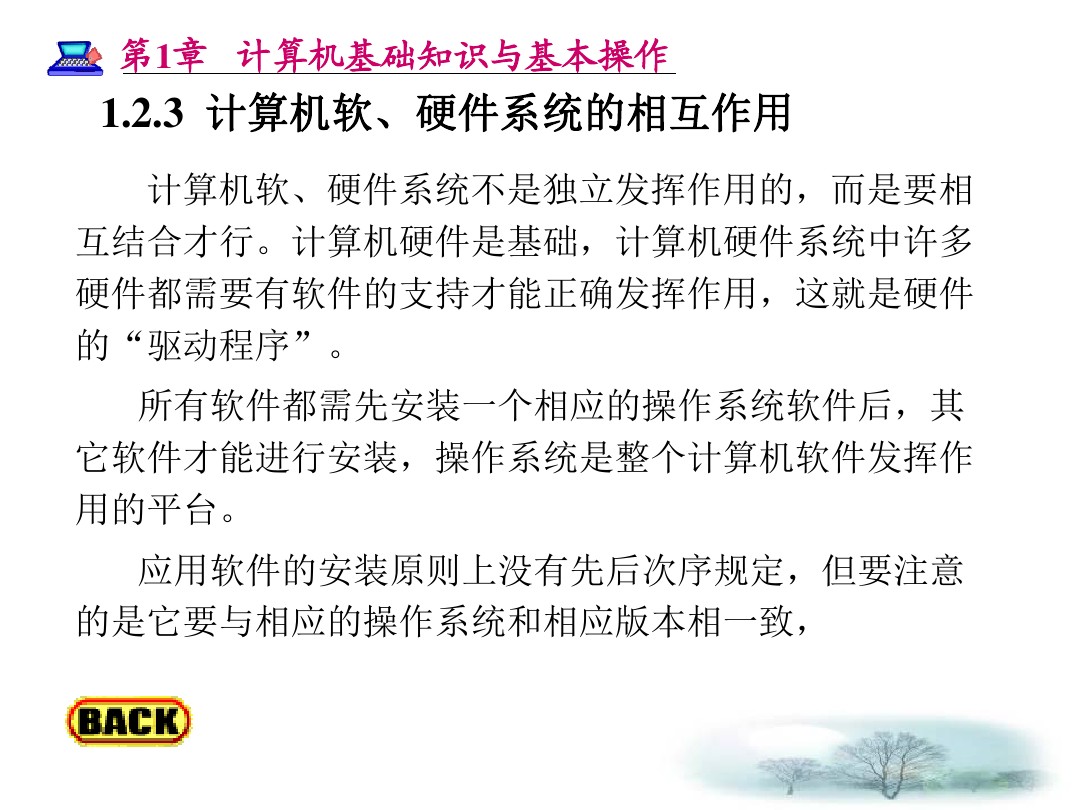 第1章 计算机基础知识与基本操作
1.2.3 计算机软、硬件系统的相互作用
计算机软、硬件系统不是独立发挥作用的，而是要相
互结合才行。计算机硬件是基础，计算机硬件系统中许多
硬件都需要有软件的支持才能正确发挥作用，这就是硬件
的“驱动程序”。
所有软件都需先安装一个相应的操作系统软件后，其
它软件才能进行安装，操作系统是整个计算机软件发挥作
用的平台。
应用软件的安装原则上没有先后次序规定，但要注意
的是它要与相应的操作系统和相应版本相一致，
BACK